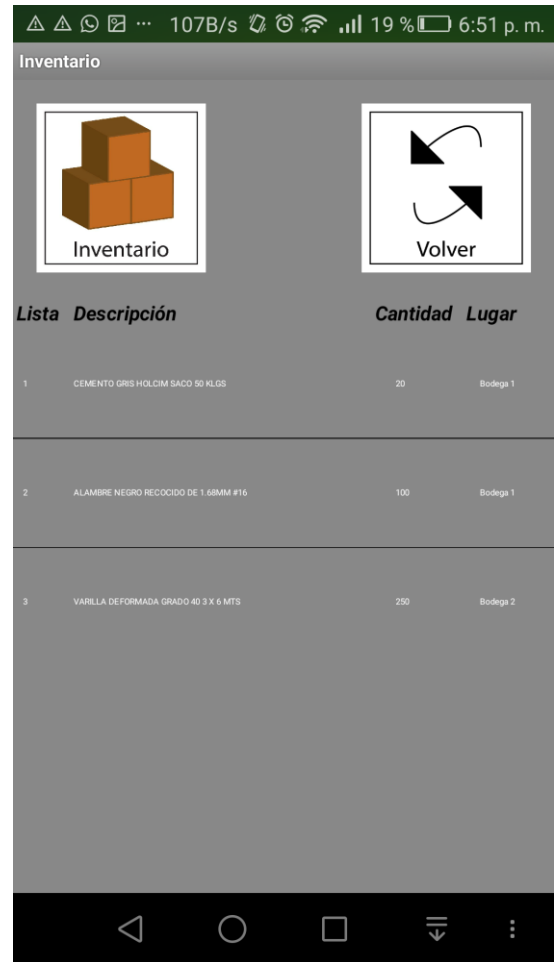 ··· 107B/s 19 % 6:51 p. m.
Inventario
Inventario Volver
Lista Descripción Cantidad Lugar
1 CEMENTO GRIS HOLCIM SACO 50 KLGS 20 Bodega 1
2 ALAMBRE NEGRO RECOCIDO DE 1.68MM #16 100 Bodega 1
3 VARILLA DEFORMADA GRADO 40 3 X 6 MTS 250 Bodega 2